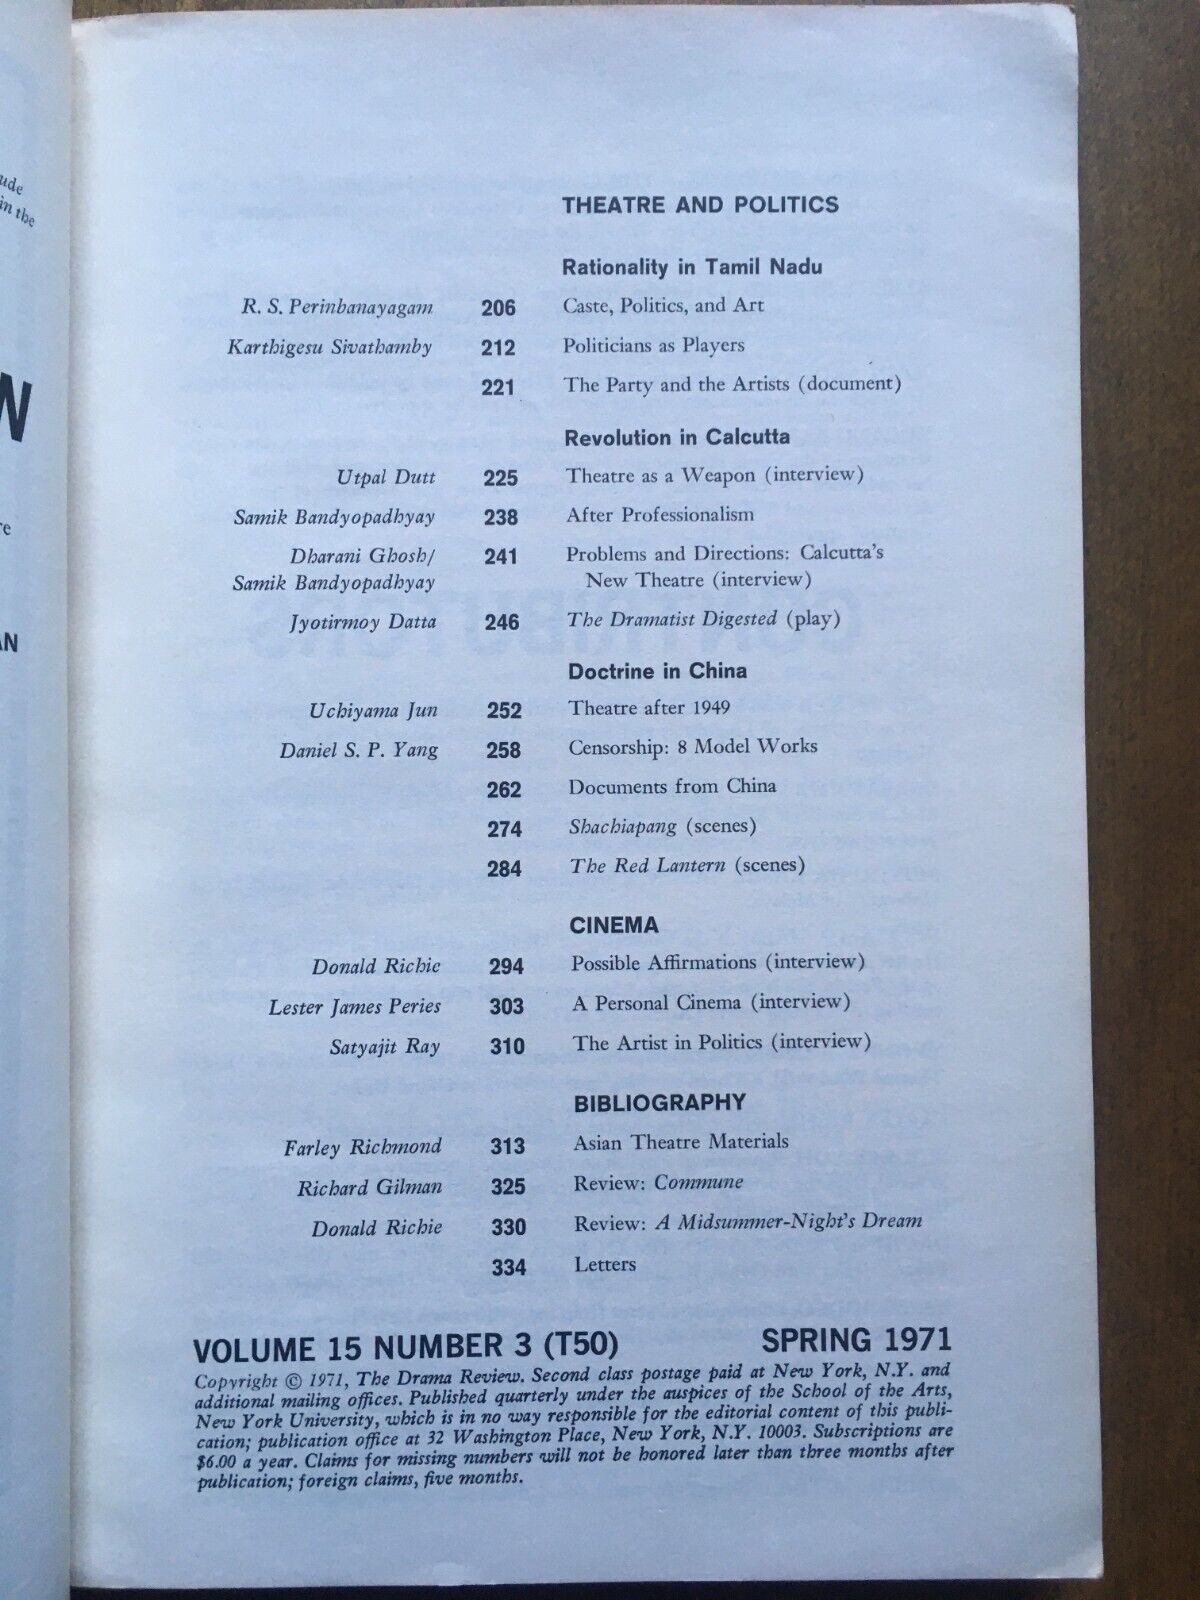 ude
in the
W
re
AN
THEATRE AND POLITICS
Rationality in Tamil Nadu
R. S. Perinbanayagam 206 Caste, Politics, and Art
Karthigesu Sivathamby 212 Politicians as Players
221 The Party and the Artists (document)
Revolution in Calcutta
Utpal Dutt 225 Theatre as a Weapon (interview)
Samik Bandyopadhyay 238 After Professionalism
Dharani Ghosh/ 241 Problems and Directions: Calcutta's
Samik Bandyopadhyay New Theatre (interview)
Jyotirmoy Datta 246 The Dramatist Digested (play)
Doctrine in China
Uchiyama Jun 252 Theatre after 1949
Daniel S. P. Yang 258 Censorship: 8 Model Works
262 Documents from China
274 Shachiapang (scenes)
284 The Red Lantern (scenes)
CINEMA
Donald Richie 294 Possible Affirmations (interview)
Lester James Peries 303 A Personal Cinema (interview)
Satyajit Ray 310 The Artist in Politics (interview)
BIBLIOGRAPHY
Farley Richmond 313 Asian Theatre Materials
Richard Gilman 325 Review: Commune
Donald Richie 330 Review: A Midsummer-Night's Dream
334 Letters
VOLUME 15 NUMBER 3 (T50) SPRING 1971
Copyright © 1971, The Drama Review. Second class postage paid at New York, N.Y. and
additional mailing offices. Published quarterly under the auspices of the School of the Arts,
New York University, which is in no way responsible for the editorial content of this publi-
cation; publication office at 32 Washington Place, New York, N.Y. 10003. Subscriptions are
$6.00 a year. Claims for missing numbers will not be honored later than three months after
publication; foreign claims, five months.